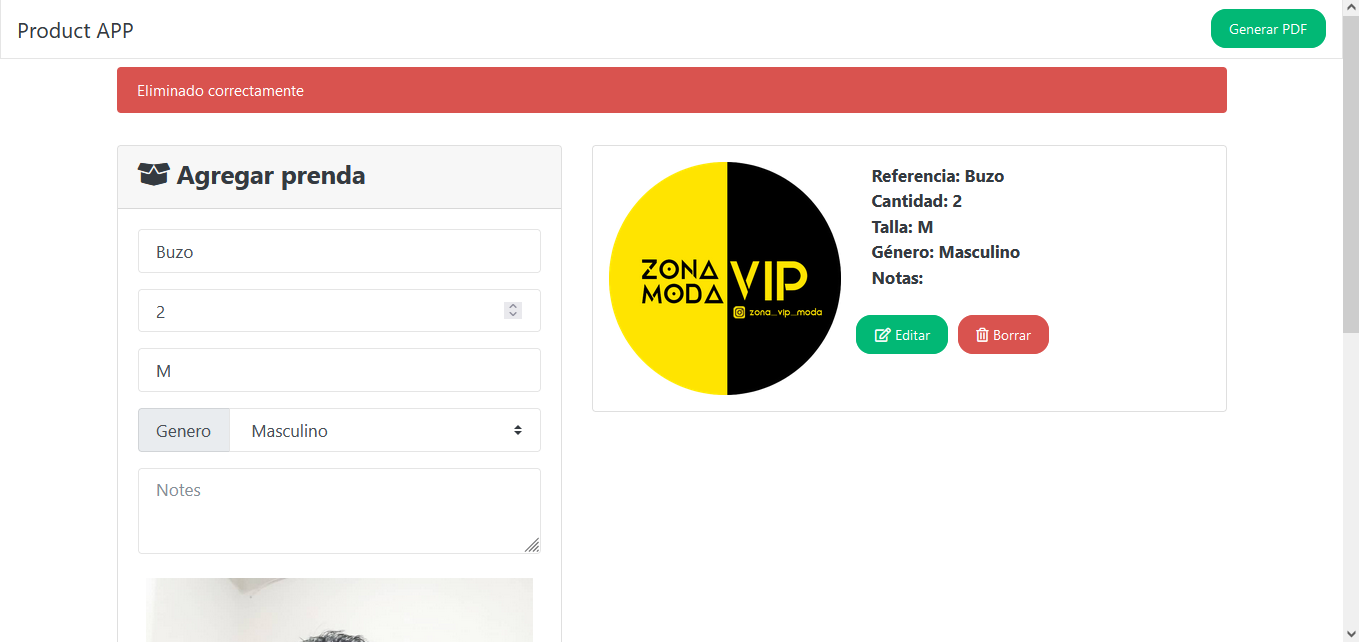 Product APP
Generar PDF
Eliminado correctamente
Agregar prenda
Buzo
2
M
Genero
Masculino
Notes
ZONA
MODA
VIP
zona_vip_moda
Referencia: Buzo
Cantidad: 2
Talla: M
Género: Masculino
Notas:
Editar
Borrar